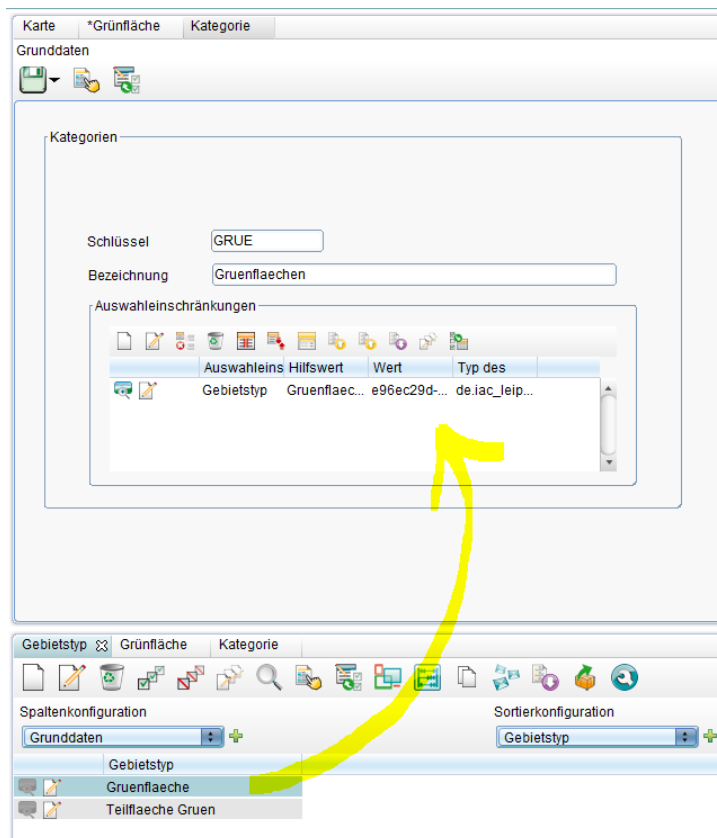 Karte *Grünfläche Kategorie
Grunddaten
Kategorien
Schlüssel GRUE
Bezeichnung Gruenflaechen
Auswahleinschränkungen
Auswahleins Hilfswert Wert Typ des
Gebietstyp Gruenflaec... e96ec29d-... de.iac_leip...
Gebietstyp Grünfläche Kategorie
Spaltenkonfiguration Sortierkonfiguration
Grunddaten Gebietstyp
Gebietstyp
Gruenflaeche
Teilflaeche Gruen